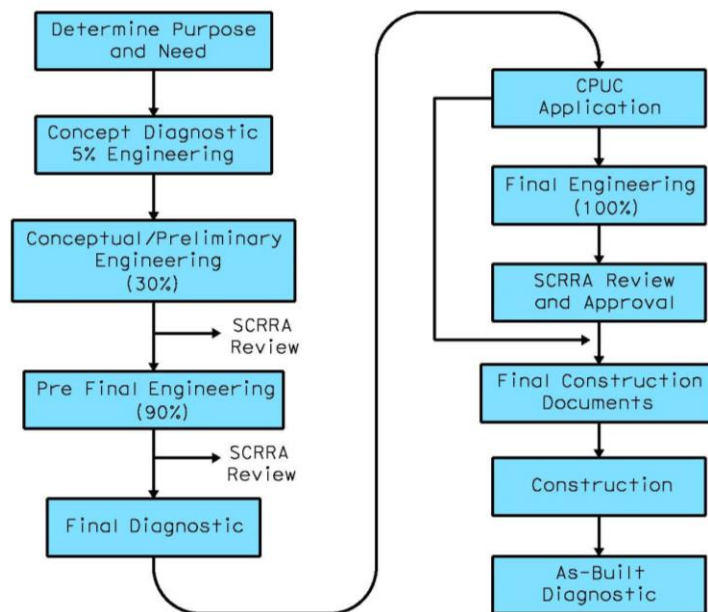 Determine Purpose
and Need
Concept Diagnostic
5% Engineering
Conceptual/Preliminary
Engineering
(30%)
SCRRA
Review
Pre Final Engineering
(90%)
SCRRA
Review
Final Diagnostic
CPUC
Application
Final Engineering
(100%)
SCRRA Review
and Approval
Final Construction
Documents
Construction
As-Built
Diagnostic